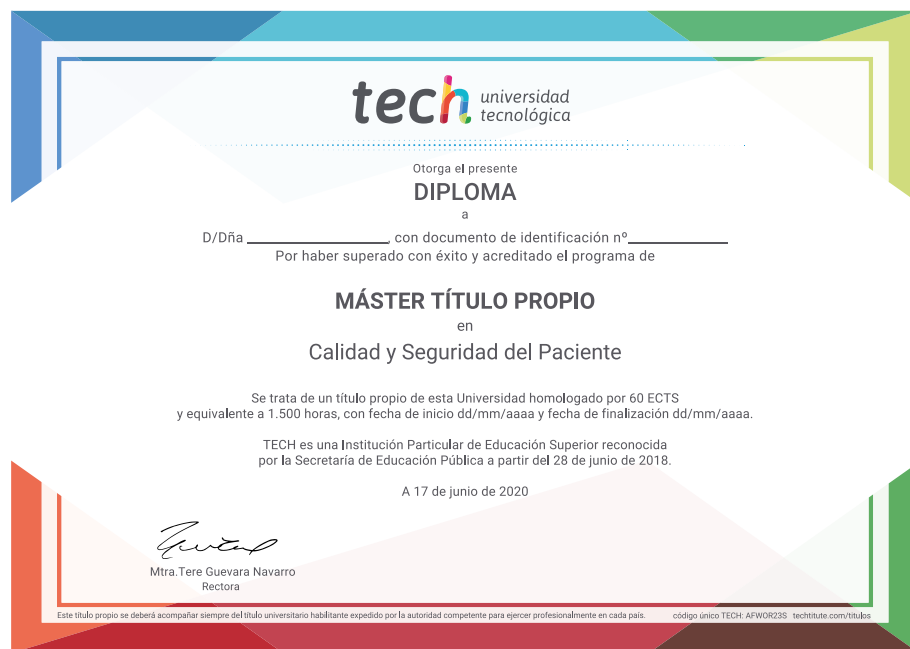 tech universidad
tecnológica
Otorga el presente
DIPLOMA
a
D/Dña ________________, con documento de identificación nº____________
Por haber superado con éxito y acreditado el programa de
MÁSTER TÍTULO PROPIO
en
Calidad y Seguridad del Paciente
Se trata de un título propio de esta Universidad homologado por 60 ECTS
y equivalente a 1.500 horas, con fecha de inicio dd/mm/aaaa y fecha de finalización dd/mm/aaaa.
TECH es una Institución Particular de Educación Superior reconocida
por la Secretaría de Educación Pública a partir del 28 de junio de 2018.
A 17 de junio de 2020
Mtra.Tere Guevara Navarro
Rectora
Este título propio se deberá acompañar siempre del título universitario habilitante expedido por la autoridad competente para ejercer profesionalmente en cada país. código único TECH: AFWOR23S techtitute.com/titulos